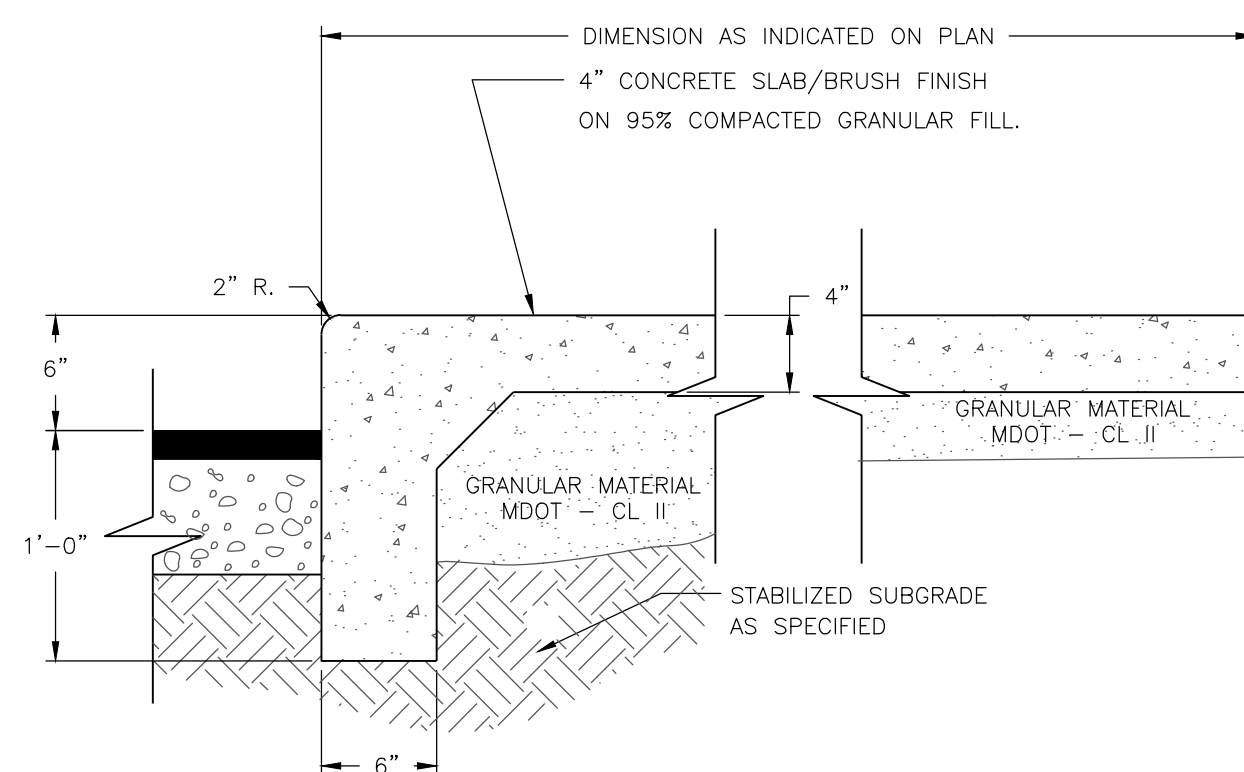 DIMENSION AS INDICATED ON PLAN
4” CONCRETE SLAB/BRUSH FINISH
ON 95% COMPACTED GRANULAR FILL.
2” R.
4”
6”
GRANULAR MATERIAL
MDOT – CL II
GRANULAR MATERIAL
MDOT – CL II
1’–0”
STABILIZED SUBGRADE
AS SPECIFIED
6”